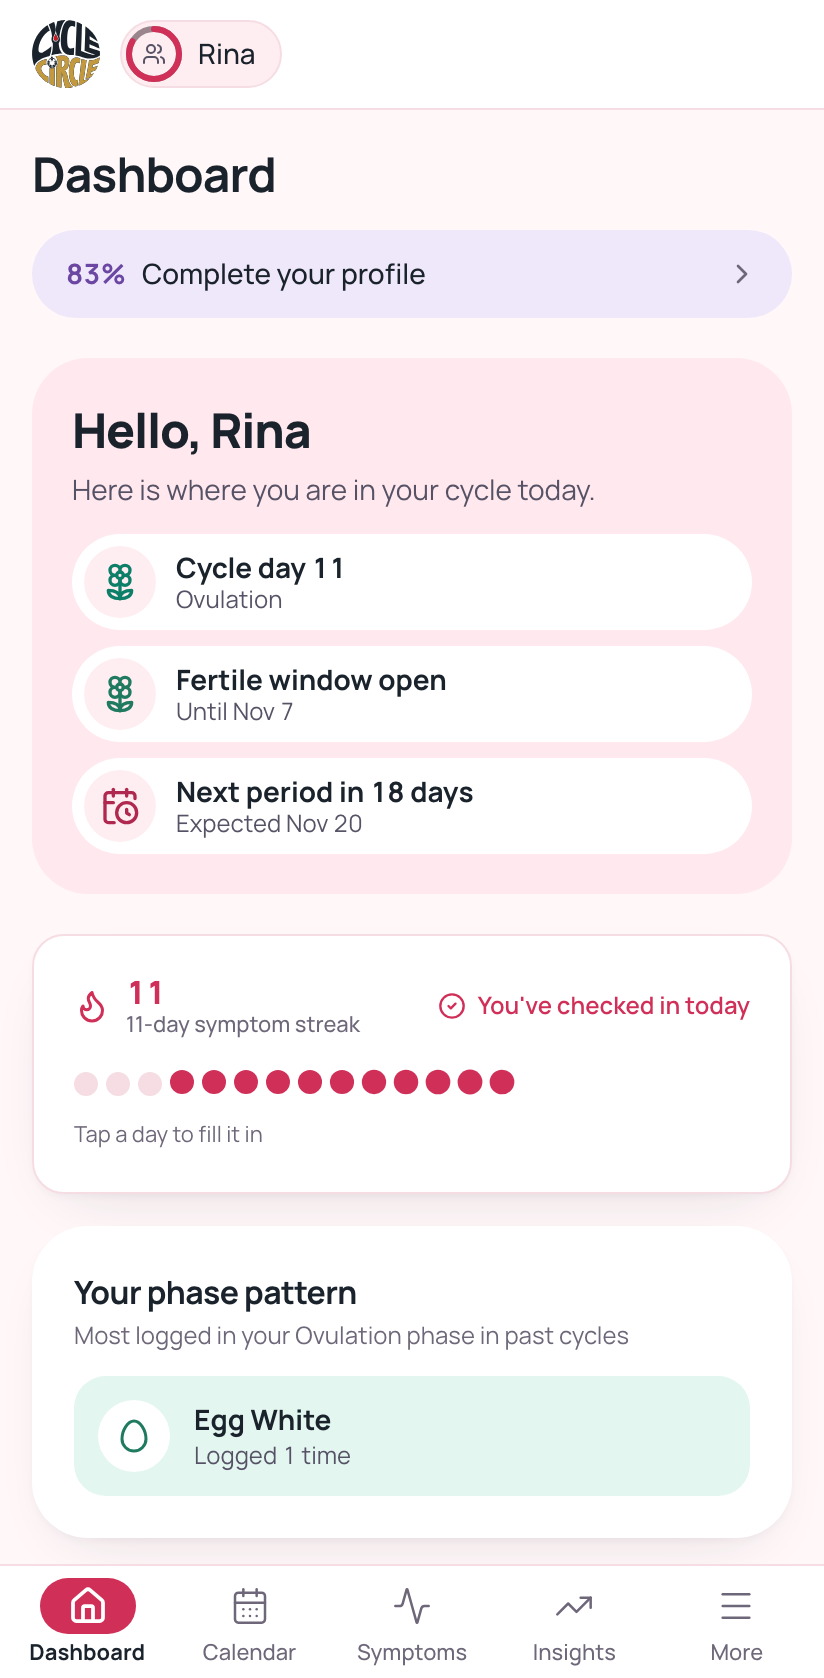 CYCLE
CIRCLE
Rina
Dashboard
83% Complete your profile
Hello, Rina
Here is where you are in your cycle today.
Cycle day 11
Ovulation
Fertile window open
Until Nov 7
Next period in 18 days
Expected Nov 20
11
11-day symptom streak
You've checked in today
Tap a day to fill it in
Your phase pattern
Most logged in your Ovulation phase in past cycles
Egg White
Logged 1 time
Dashboard
Calendar
Symptoms
Insights
More